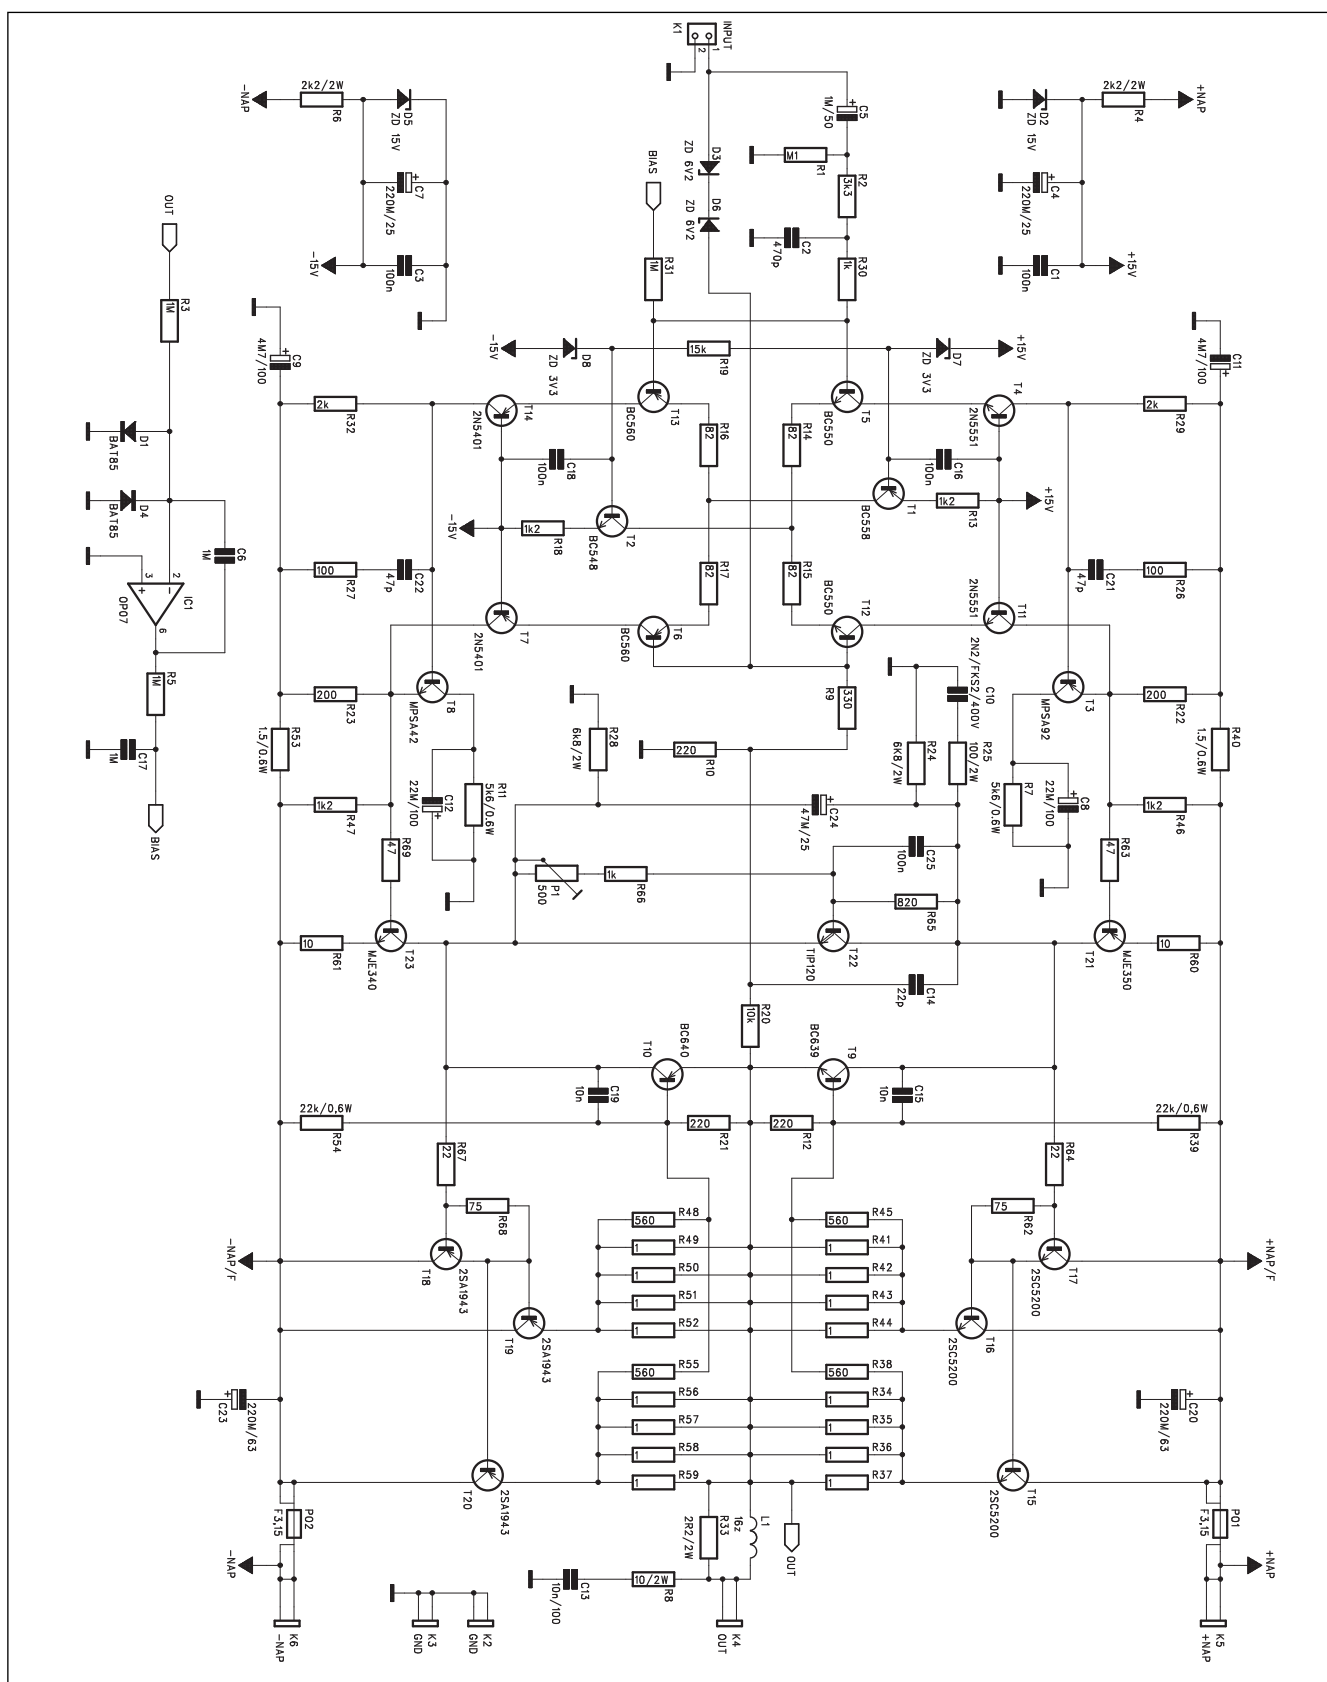 INPUT
K1
1
2
2k2/2W
R6
-NAP
D5
ZD 15V
C7
220M/25
C3
100n
-15V
+NAP
2k2/2W
R4
D2
ZD 15V
C4
220M/25
C1
100n
+15V
C5
1M/50
M1
R1
R2
3k3
C2
470p
R30
1k
D3
ZD 6V2
D6
ZD 6V2
BIAS
R31
1M
OUT
R3
1M
D1
BAT85
D4
BAT85
C6
1M
IC1
OP07
2
3
6
R5
1M
C17
1M
BIAS
C9
4M7/100
C11
4M7/100
-15V
D8
ZD 3V3
15k
R19
D7
ZD 3V3
+15V
2k
R32
T14
2N5401
T13
BC560
R16
82
R14
82
T5
BC550
T4
2N5551
2k
R29
C18
100n
C16
100n
T1
BC558
1k2
R13
+15V
-15V
1k2
R18
T2
BC548
100
R27
C22
47p
R17
82
R15
82
C21
47p
100
R26
T7
2N5401
T6
BC560
T12
BC550
T11
2N5551
200
R23
T8
MPSA42
R9
330
C10
2N2/FKS2/400V
T3
MPSA92
200
R22
R53
1.5/0.6W
R28
6k8/2W
220
R10
R24
6K8/2W
R25
100/2W
R40
1.5/0.6W
1k2
R47
R11
5k6/0.6W
C12
22M/100
C24
47M/25
R7
5k6/0.6W
C8
22M/100
1k2
R46
R69
47
P1
500
1k
R66
C25
100n
820
R65
R63
47
10
R61
T23
MJE340
T22
TIP120
T21
MJE350
10
R60
C14
22p
R20
10k
T10
BC640
T9
BC639
C19
10n
C15
10n
22k/0,6W
R54
220
R21
220
R12
22k/0,6W
R39
R67
22
R64
22
75
R68
75
R62
560
R48
560
R45
-NAP/F
T18
2SA1943
1
R49
1
R41
T17
2SC5200
+NAP/F
1
R50
1
R42
1
R51
1
R43
T19
2SA1943
1
R52
1
R44
T16
2SC5200
560
R55
560
R38
C23
220M/63
1
R56
1
R34
C20
220M/63
1
R57
1
R35
1
R58
1
R36
T20
2SA1943
1
R59
1
R37
T15
2SC5200
PO2
F3,15
R33
2R2/2W
L1
16z
OUT
PO1
F3,15
-NAP
C13
10n/100
10/2W
R8
+NAP
K6
-NAP
K3
GND
K2
GND
K4
OUT
K5
+NAP